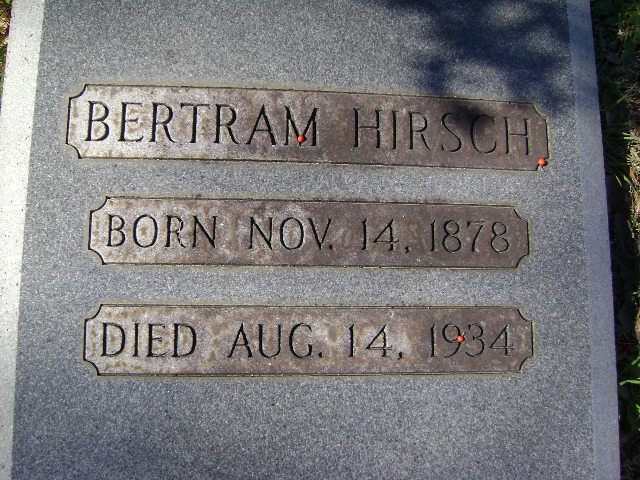 BERTRAM HIRSCH
BORN NOV. 14, 1878
DIED AUG. 14, 1934